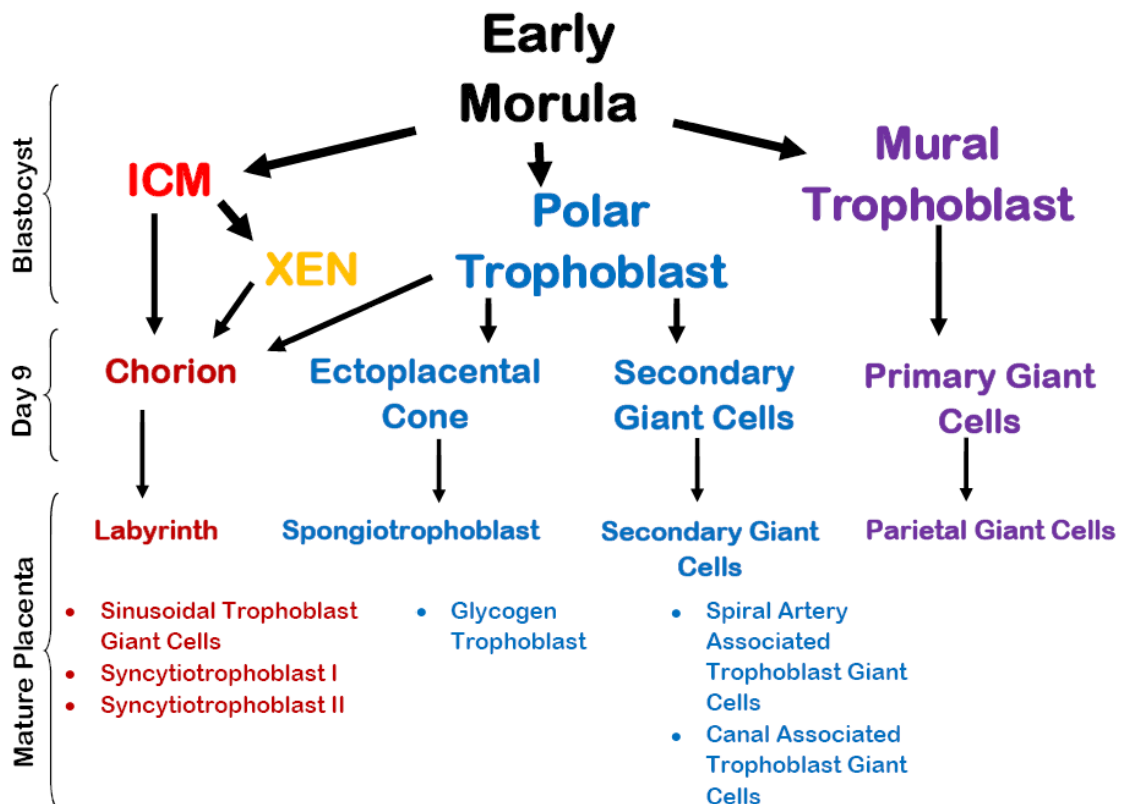 Early
Morula
Blastocyst
ICM
XEN
Polar
Trophoblast
Mural
Trophoblast
Day 9
Chorion
Ectoplacental
Cone
Secondary
Giant Cells
Primary Giant
Cells
Mature Placenta
Labyrinth
• Sinusoidal Trophoblast
Giant Cells
• Syncytiotrophoblast I
• Syncytiotrophoblast II
Spongiotrophoblast
• Glycogen
Trophoblast
Secondary Giant
Cells
• Spiral Artery
Associated
Trophoblast Giant
Cells
• Canal Associated
Trophoblast Giant
Cells
Parietal Giant Cells